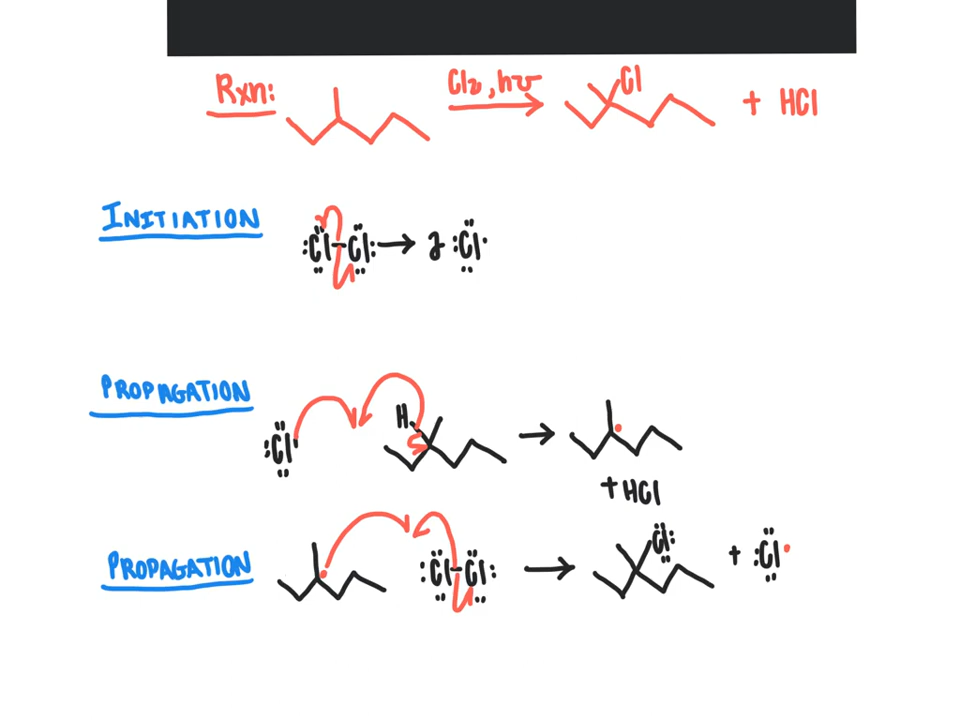 Rxn: Cl₂, hν Cl + HCl
INITIATION :Cl–Cl: → 2 :Cl·
PROPAGATION :Cl· H →
+ HCl
PROPAGATION :Cl–Cl: → Cl: + :Cl·